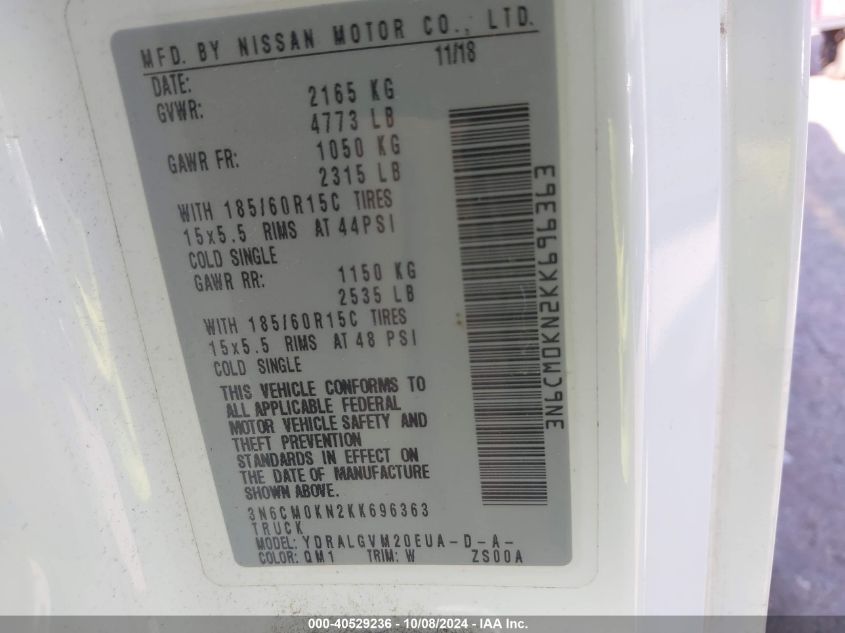 MFD. BY NISSAN MOTOR CO., LTD.
DATE: 11/18
GVWR: 2165 KG
4773 LB
GAWR FR: 1050 KG
2315 LB
WITH 185/60R15C TIRES
15x5.5 RIMS AT 44PSI
COLD SINGLE
GAWR RR: 1150 KG
2535 LB
WITH 185/60R15C TIRES
15x5.5 RIMS AT 48 PSI
COLD SINGLE
THIS VEHICLE CONFORMS TO
ALL APPLICABLE FEDERAL
MOTOR VEHICLE SAFETY AND
THEFT PREVENTION
STANDARDS IN EFFECT ON
THE DATE OF MANUFACTURE
SHOWN ABOVE.
3N6CM0KN2KK696363
TRUCK
MODEL: YDRALGVM20EUA-D-A-
COLOR: QM1 TRIM: W ZS00A
3N6CM0KN2KK696363
000-40529236 - 10/08/2024 - IAA Inc.